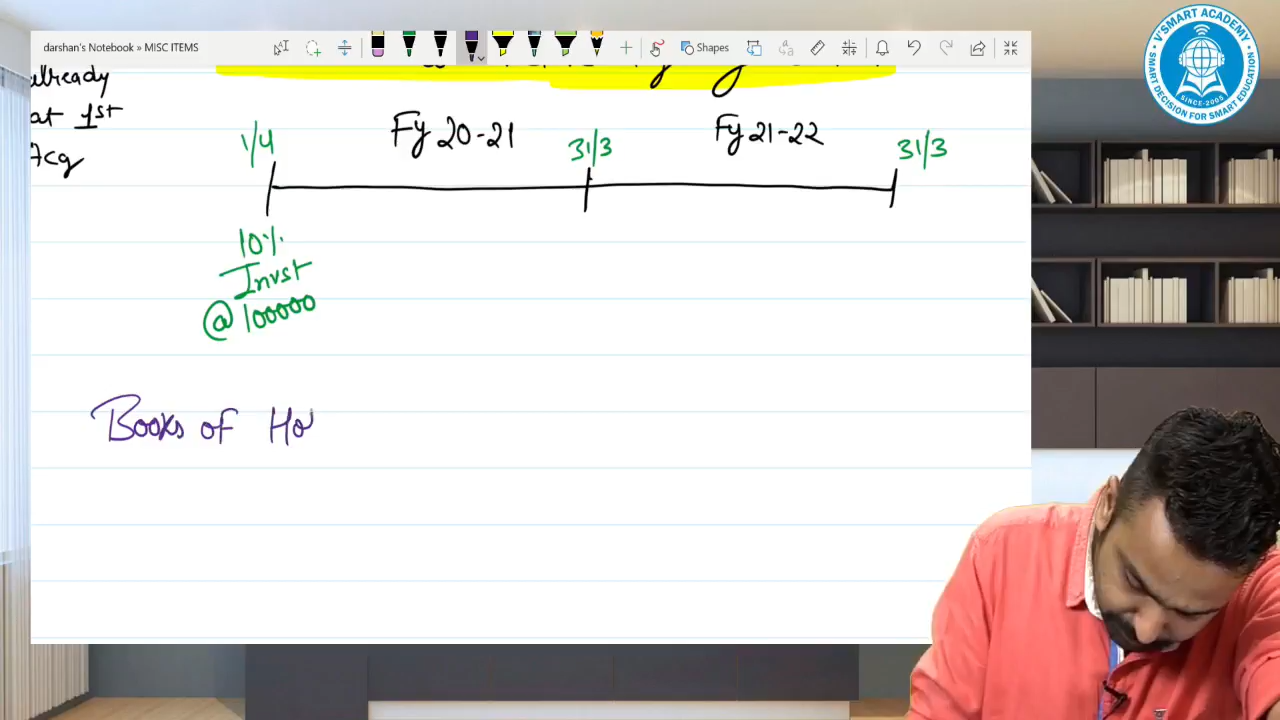 darshan's Notebook » MISC ITEMS
Shapes
already
at 1st
Acq
1/4
Fy 20-21
31/3
Fy 21-22
31/3
10%
Invst
@100000
Books of Ho
V'SMART ACADEMY
SINCE-2005
SMART DECISION FOR SMART EDUCATION